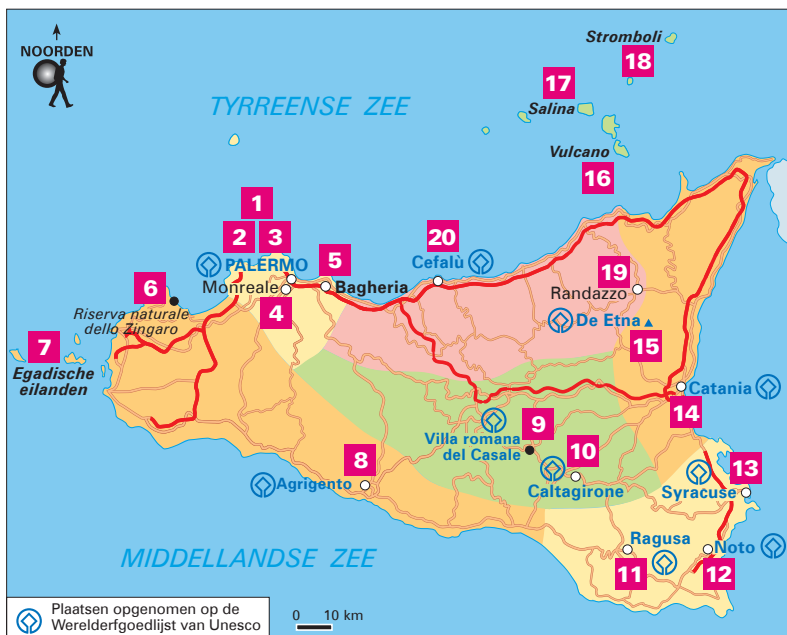 NOORDEN
Stromboli
18
17
TYRREENSE ZEE
Salina
Vulcano
16
1
2
3
20
5
PALERMO
Cefalù
Monreale
Bagheria
19
Randazzo
6
Riserva naturale
dello Zingaro
4
De Etna
15
7
Egadische
eilanden
Catania
14
9
Villa romana
del Casale
8
10
13
Agrigento
Caltagirone
Syracuse
Ragusa
Noto
MIDDELLANDSE ZEE
11
12
Plaatsen opgenomen op de
Werelderfgoedlijst van Unesco
0 10 km